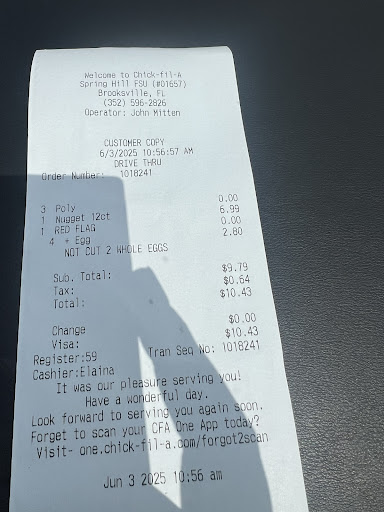 Welcome to Chick-fil-A
Spring Hill FSU (#01657)
Brooksville, FL
(352) 596-2826
Operator: John Mitten
CUSTOMER COPY
6/3/2025 10:56:57 AM
DRIVE THRU
Order Number: 1018241
3 Poly 0.00
1 Nugget 12ct 6.99
1 RED FLAG 0.00
4 + Egg 2.80
NOT CUT 2 WHOLE EGGS
Sub. Total: $9.79
Tax: $0.64
Total: $10.43
Change $0.00
Visa: $10.43
Register:59 Tran Seq No: 1018241
Cashier:Elaina
It was our pleasure serving you!
Have a wonderful day.
Look forward to serving you again soon.
Forget to scan your CFA One App today?
Visit- one.chick-fil-a.com/forgot2scan
Jun 3 2025 10:56 am